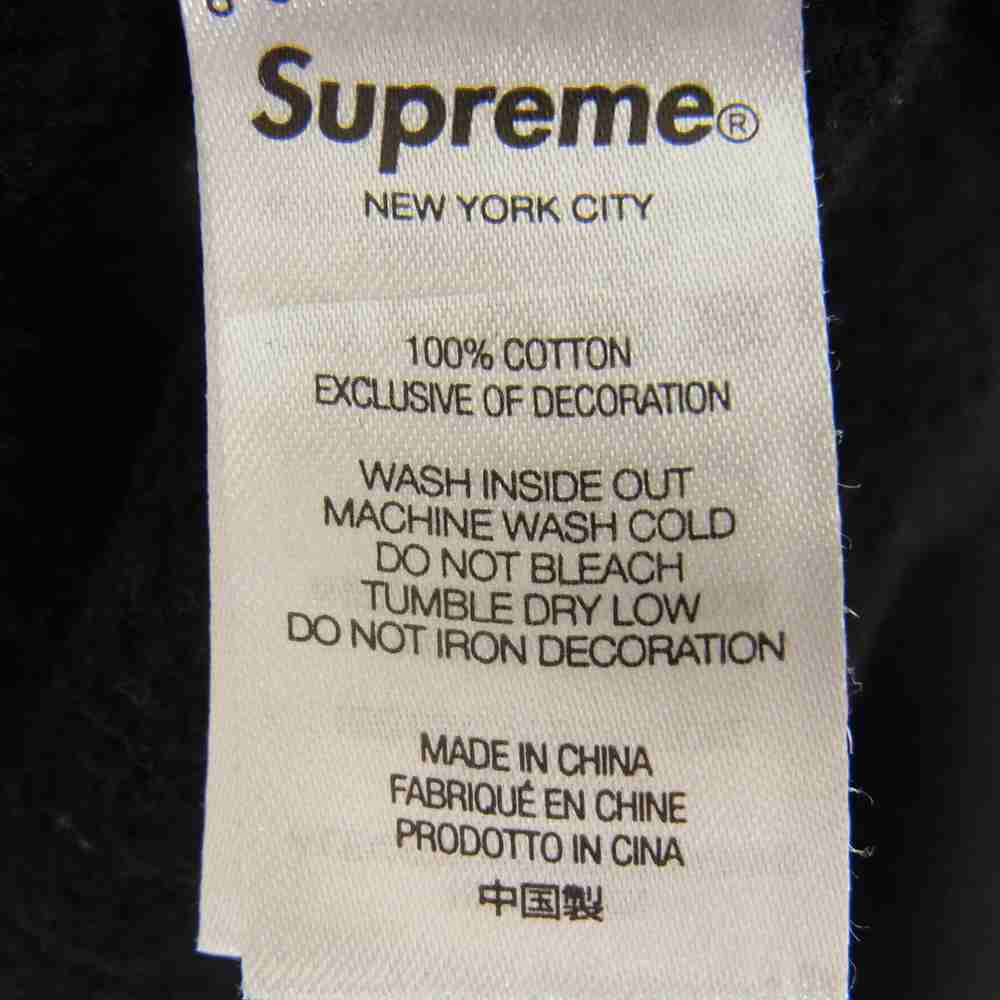 Supreme®
NEW YORK CITY
100% COTTON
EXCLUSIVE OF DECORATION
WASH INSIDE OUT
MACHINE WASH COLD
DO NOT BLEACH
TUMBLE DRY LOW
DO NOT IRON DECORATION
MADE IN CHINA
FABRIQUÉ EN CHINE
PRODOTTO IN CINA
中国製